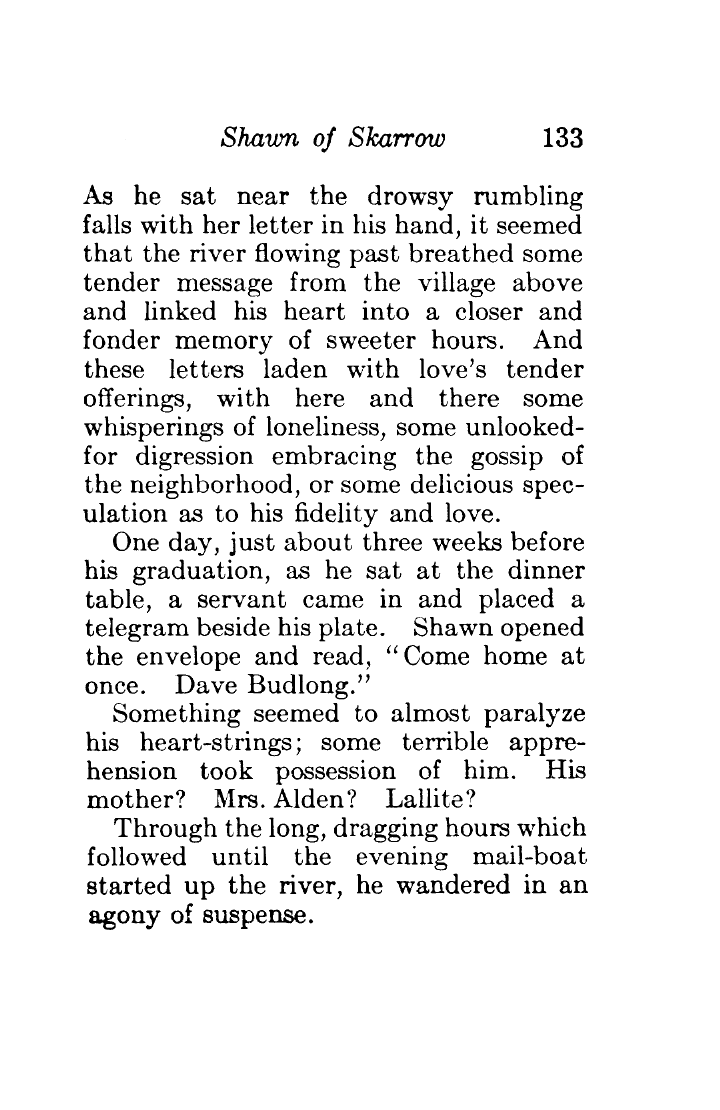 Shawn of Skarrow 133
As he sat near the drowsy rumbling
falls with her letter in his hand, it seemed
that the river flowing past breathed some
tender message from the village above
and linked his heart into a closer and
fonder memory of sweeter hours. And
these letters laden with love's tender
offerings, with here and there some
whisperings of loneliness, some unlooked-
for digression embracing the gossip of
the neighborhood, or some delicious spec-
ulation as to his fidelity and love.
One day, just about three weeks before
his graduation, as he sat at the dinner
table, a servant came in and placed a
telegram beside his plate. Shawn opened
the envelope and read, "Come home at
once. Dave Budlong."
Something seemed to almost paralyze
his heart-strings; some terrible appre-
hension took possession of him. His
mother? Mrs. Alden? Lallite?
Through the long, dragging hours which
followed until the evening mail-boat
started up the river, he wandered in an
agony of suspense.